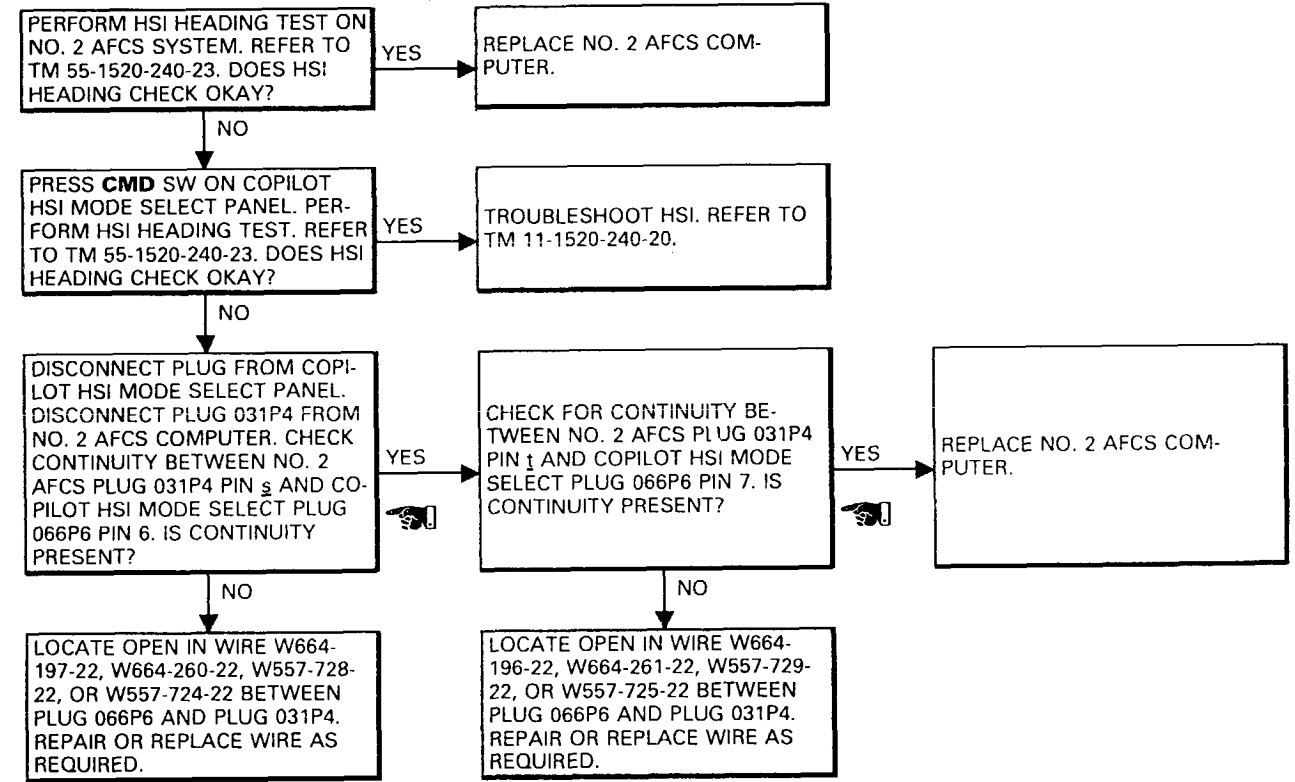 PERFORM HSI HEADING TEST ON
NO. 2 AFCS SYSTEM. REFER TO
TM 55-1520-240-23. DOES HSI
HEADING CHECK OKAY?
YES
REPLACE NO. 2 AFCS COM-
PUTER.
NO
PRESS CMD SW ON COPILOT
HSI MODE SELECT PANEL. PER-
FORM HSI HEADING TEST. REFER
TO TM 55-1520-240-23. DOES HSI
HEADING CHECK OKAY?
YES
TROUBLESHOOT HSI. REFER TO
TM 11-1520-240-20.
NO
DISCONNECT PLUG FROM COPI-
LOT HSI MODE SELECT PANEL.
DISCONNECT PLUG 031P4 FROM
NO. 2 AFCS COMPUTER. CHECK
CONTINUITY BETWEEN NO. 2
AFCS PLUG 031P4 PIN s AND CO-
PILOT HSI MODE SELECT PLUG
066P6 PIN 6. IS CONTINUITY
PRESENT?
YES
CHECK FOR CONTINUITY BE-
TWEEN NO. 2 AFCS PLUG 031P4
PIN t AND COPILOT HSI MODE
SELECT PLUG 066P6 PIN 7. IS
CONTINUITY PRESENT?
YES
REPLACE NO. 2 AFCS COM-
PUTER.
NO
LOCATE OPEN IN WIRE W664-
197-22, W664-260-22, W557-728-
22, OR W557-724-22 BETWEEN
PLUG 066P6 AND PLUG 031P4.
REPAIR OR REPLACE WIRE AS
REQUIRED.
NO
LOCATE OPEN IN WIRE W664-
196-22, W664-261-22, W557-729-
22, OR W557-725-22 BETWEEN
PLUG 066P6 AND PLUG 031P4.
REPAIR OR REPLACE WIRE AS
REQUIRED.